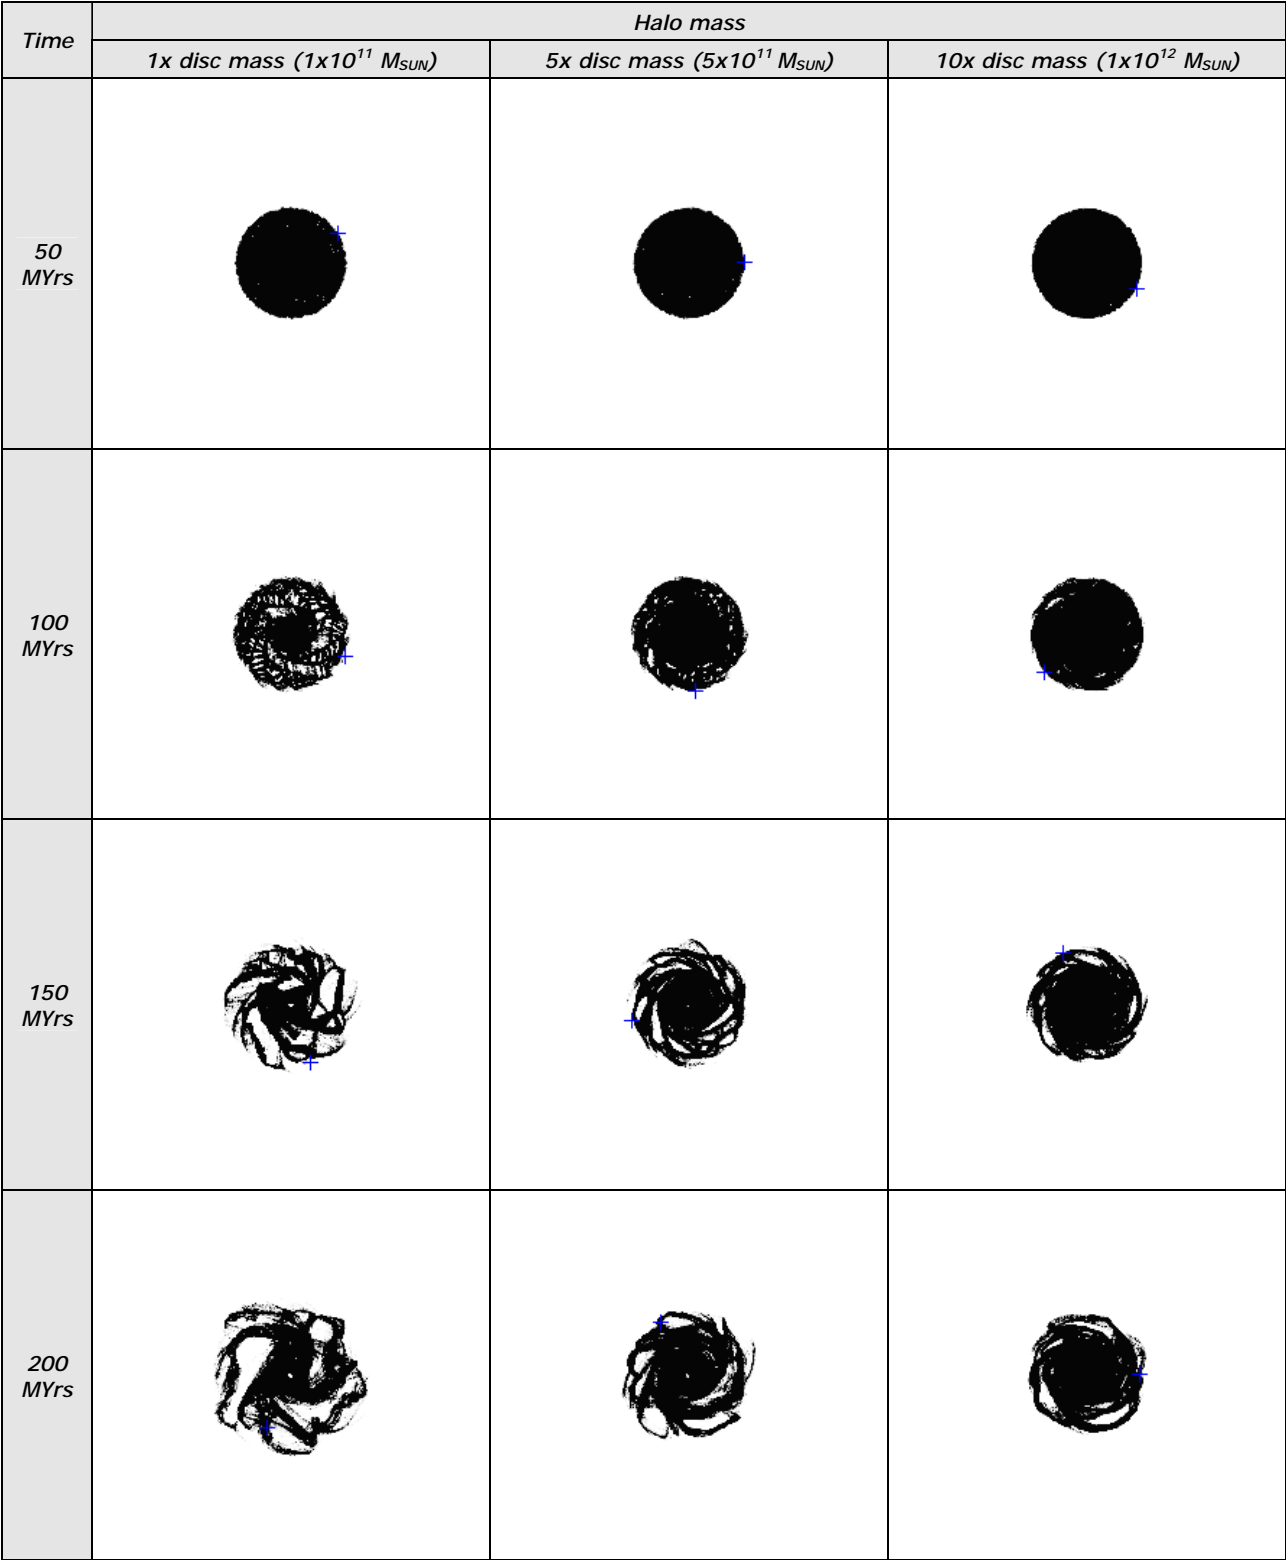 Time
Halo mass
1x disc mass (1x10¹¹ M_SUN)
5x disc mass (5x10¹¹ M_SUN)
10x disc mass (1x10¹² M_SUN)
50
MYrs
100
MYrs
150
MYrs
200
MYrs